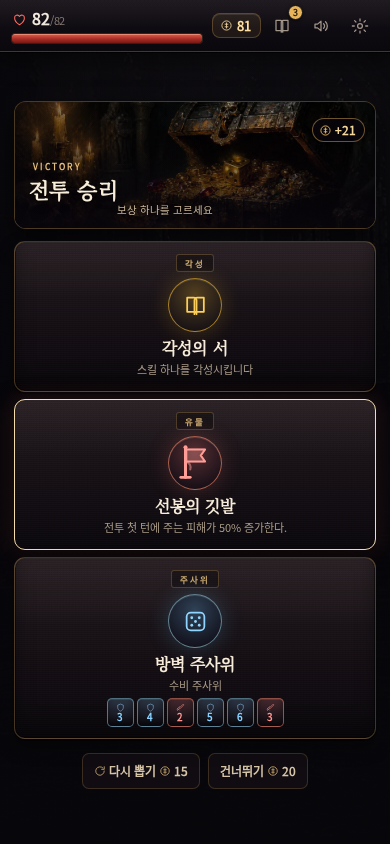 82/82
81
3
VICTORY
전투 승리
보상 하나를 고르세요
+21
각성
각성의 서
스킬 하나를 각성시킵니다
유물
선봉의 깃발
전투 첫 턴에 주는 피해가 50% 증가한다.
주사위
방벽 주사위
수비 주사위
3 4 2 5 6 3
다시 뽑기 15
건너뛰기 20